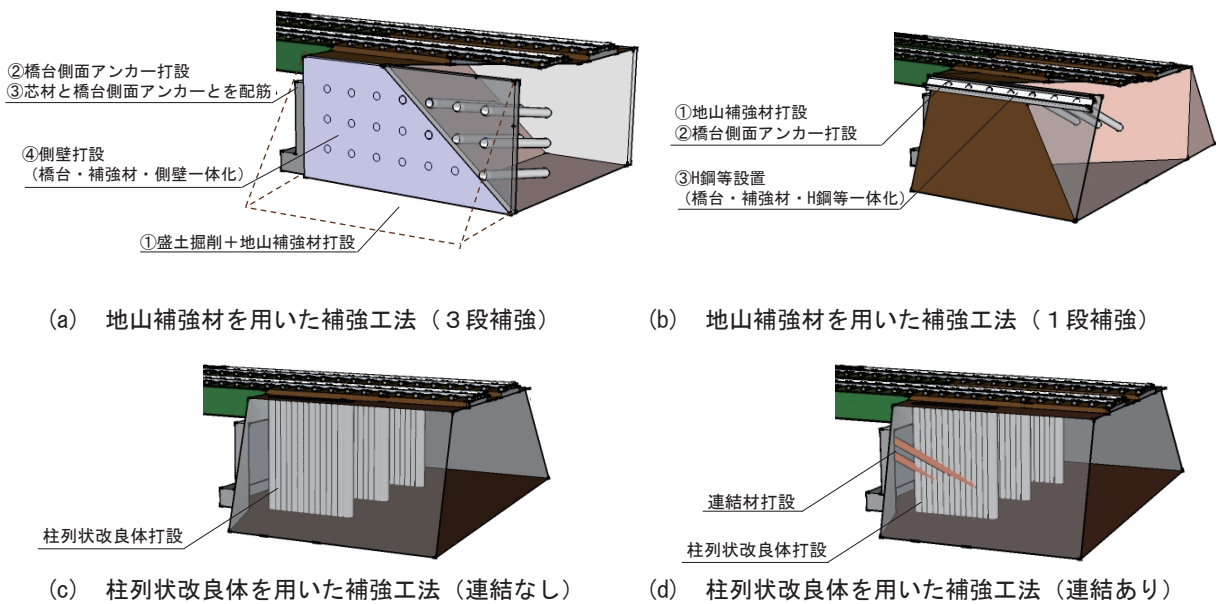 ②橋台側面アンカー打設
③芯材と橋台側面アンカーとを配筋
④側壁打設
(橋台・補強材・側壁一体化)
①盛土掘削+地山補強材打設
(a) 地山補強材を用いた補強工法(3段補強)
①地山補強材打設
②橋台側面アンカー打設
③H鋼等設置
(橋台・補強材・H鋼等一体化)
(b) 地山補強材を用いた補強工法(1段補強)
柱列状改良体打設
(c) 柱列状改良体を用いた補強工法(連結なし)
連結材打設
柱列状改良体打設
(d) 柱列状改良体を用いた補強工法(連結あり)